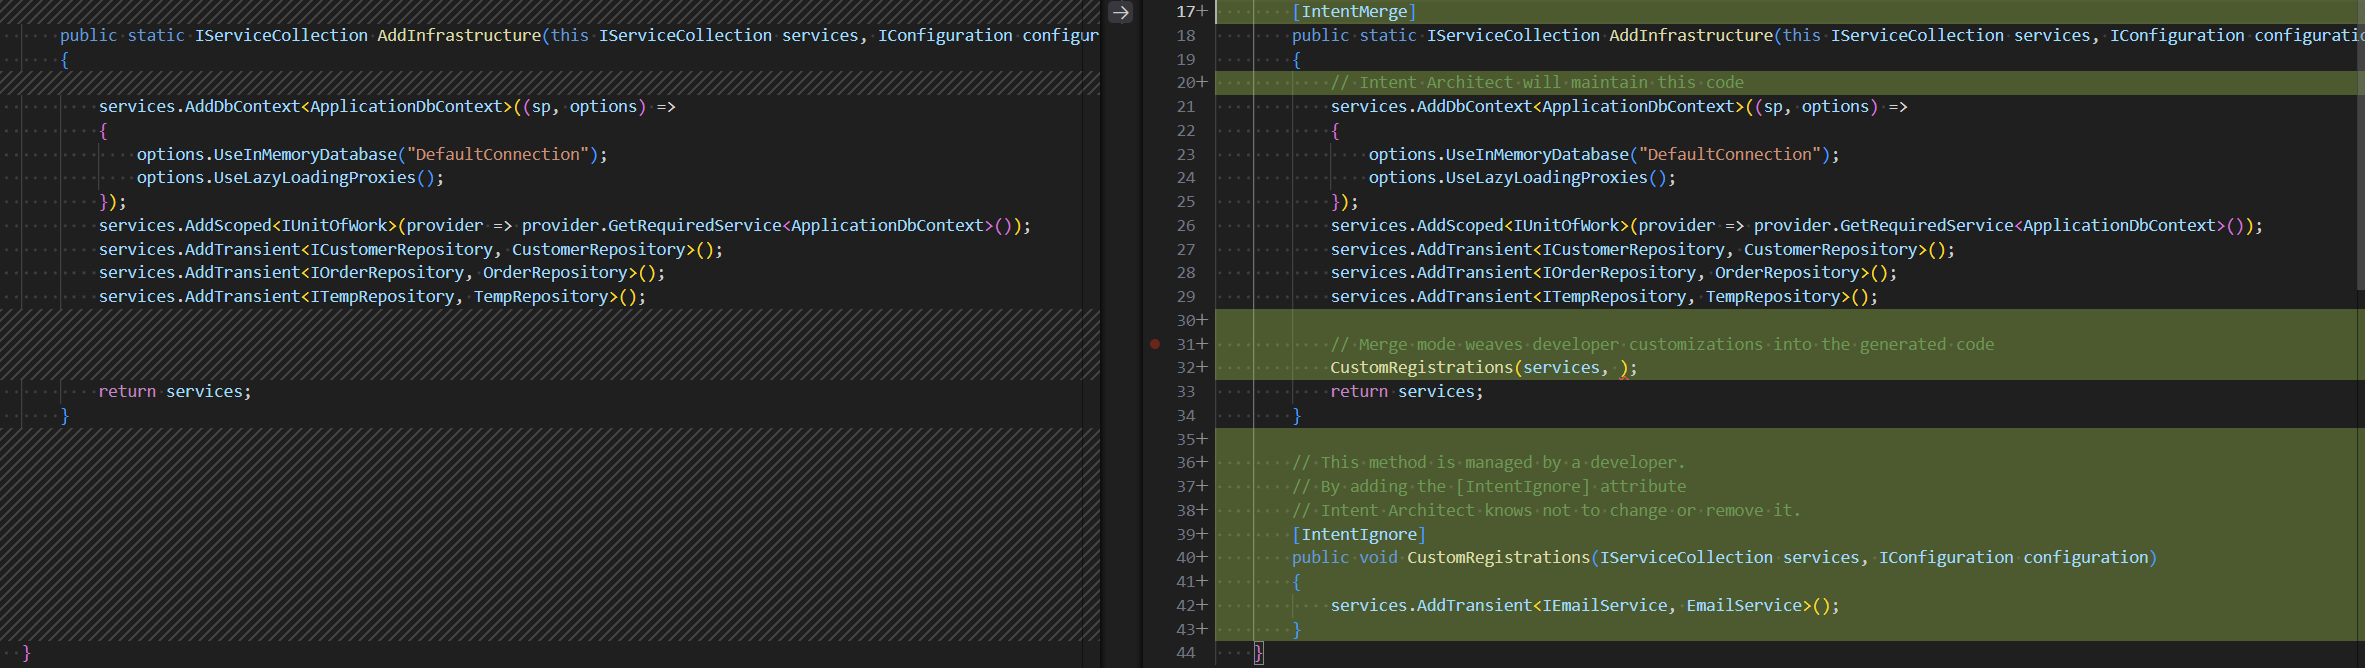 public static IServiceCollection AddInfrastructure(this IServiceCollection services, IConfiguration configur
{
services.AddDbContext<ApplicationDbContext>((sp, options) =>
{
options.UseInMemoryDatabase("DefaultConnection");
options.UseLazyLoadingProxies();
});
services.AddScoped<IUnitOfWork>(provider => provider.GetRequiredService<ApplicationDbContext>());
services.AddTransient<ICustomerRepository, CustomerRepository>();
services.AddTransient<IOrderRepository, OrderRepository>();
services.AddTransient<ITempRepository, TempRepository>();
return services;
}
}
17+ [IntentMerge]
18 public static IServiceCollection AddInfrastructure(this IServiceCollection services, IConfiguration configuratio
19 {
20+ // Intent Architect will maintain this code
21 services.AddDbContext<ApplicationDbContext>((sp, options) =>
22 {
23 options.UseInMemoryDatabase("DefaultConnection");
24 options.UseLazyLoadingProxies();
25 });
26 services.AddScoped<IUnitOfWork>(provider => provider.GetRequiredService<ApplicationDbContext>());
27 services.AddTransient<ICustomerRepository, CustomerRepository>();
28 services.AddTransient<IOrderRepository, OrderRepository>();
29 services.AddTransient<ITempRepository, TempRepository>();
30+
31+ // Merge mode weaves developer customizations into the generated code
32+ CustomRegistrations(services, );
33 return services;
34 }
35+
36+ // This method is managed by a developer.
37+ // By adding the [IntentIgnore] attribute
38+ // Intent Architect knows not to change or remove it.
39+ [IntentIgnore]
40+ public void CustomRegistrations(IServiceCollection services, IConfiguration configuration)
41+ {
42+ services.AddTransient<IEmailService, EmailService>();
43+ }
44 }